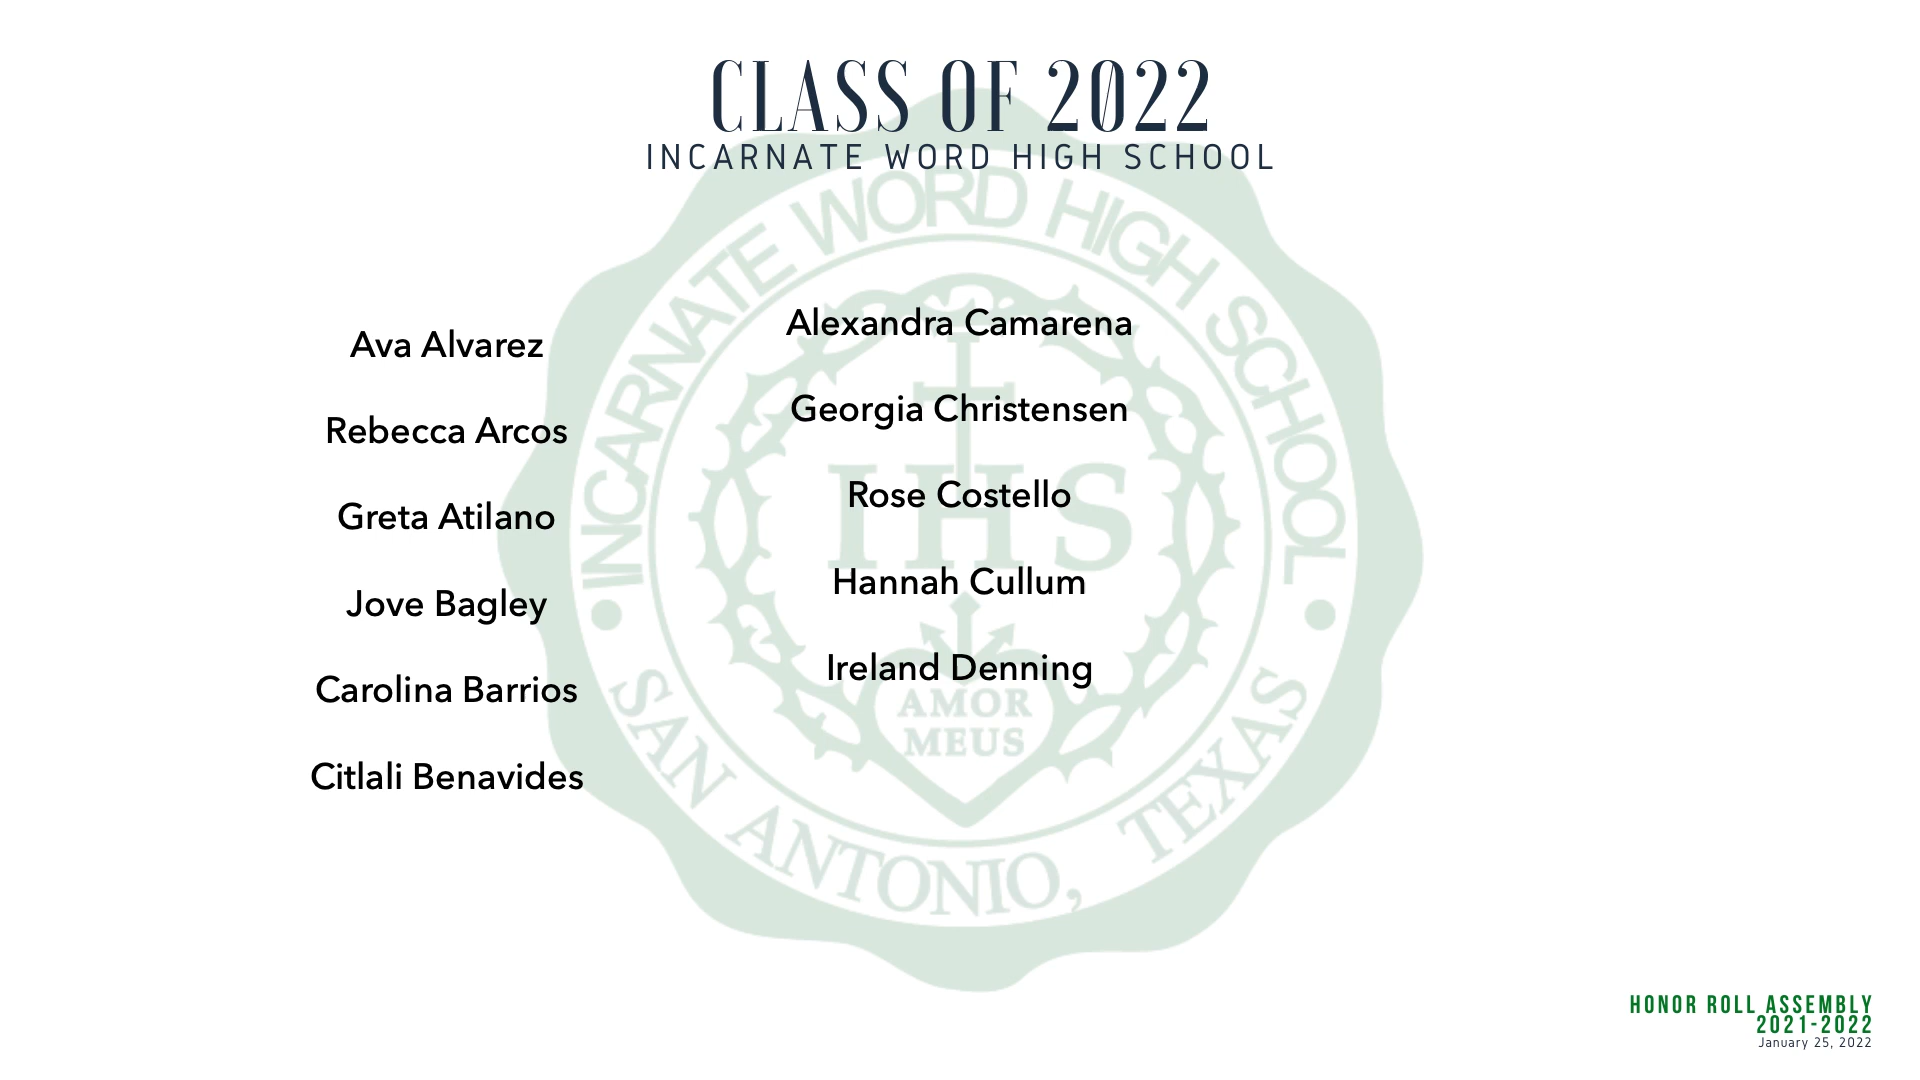 CLASS OF 2022
INCARNATE WORD HIGH SCHOOL
INCARNATE WORD HIGH SCHOOL
Ava Alvarez
Rebecca Arcos
Greta Atilano
Jove Bagley
Carolina Barrios
Citlali Benavides
Alexandra Camarena
Georgia Christensen
Rose Costello
Hannah Cullum
Ireland Denning
IHS
AMOR
MEUS
SAN ANTONIO, TEXAS
HONOR ROLL ASSEMBLY
2021-2022
January 25, 2022